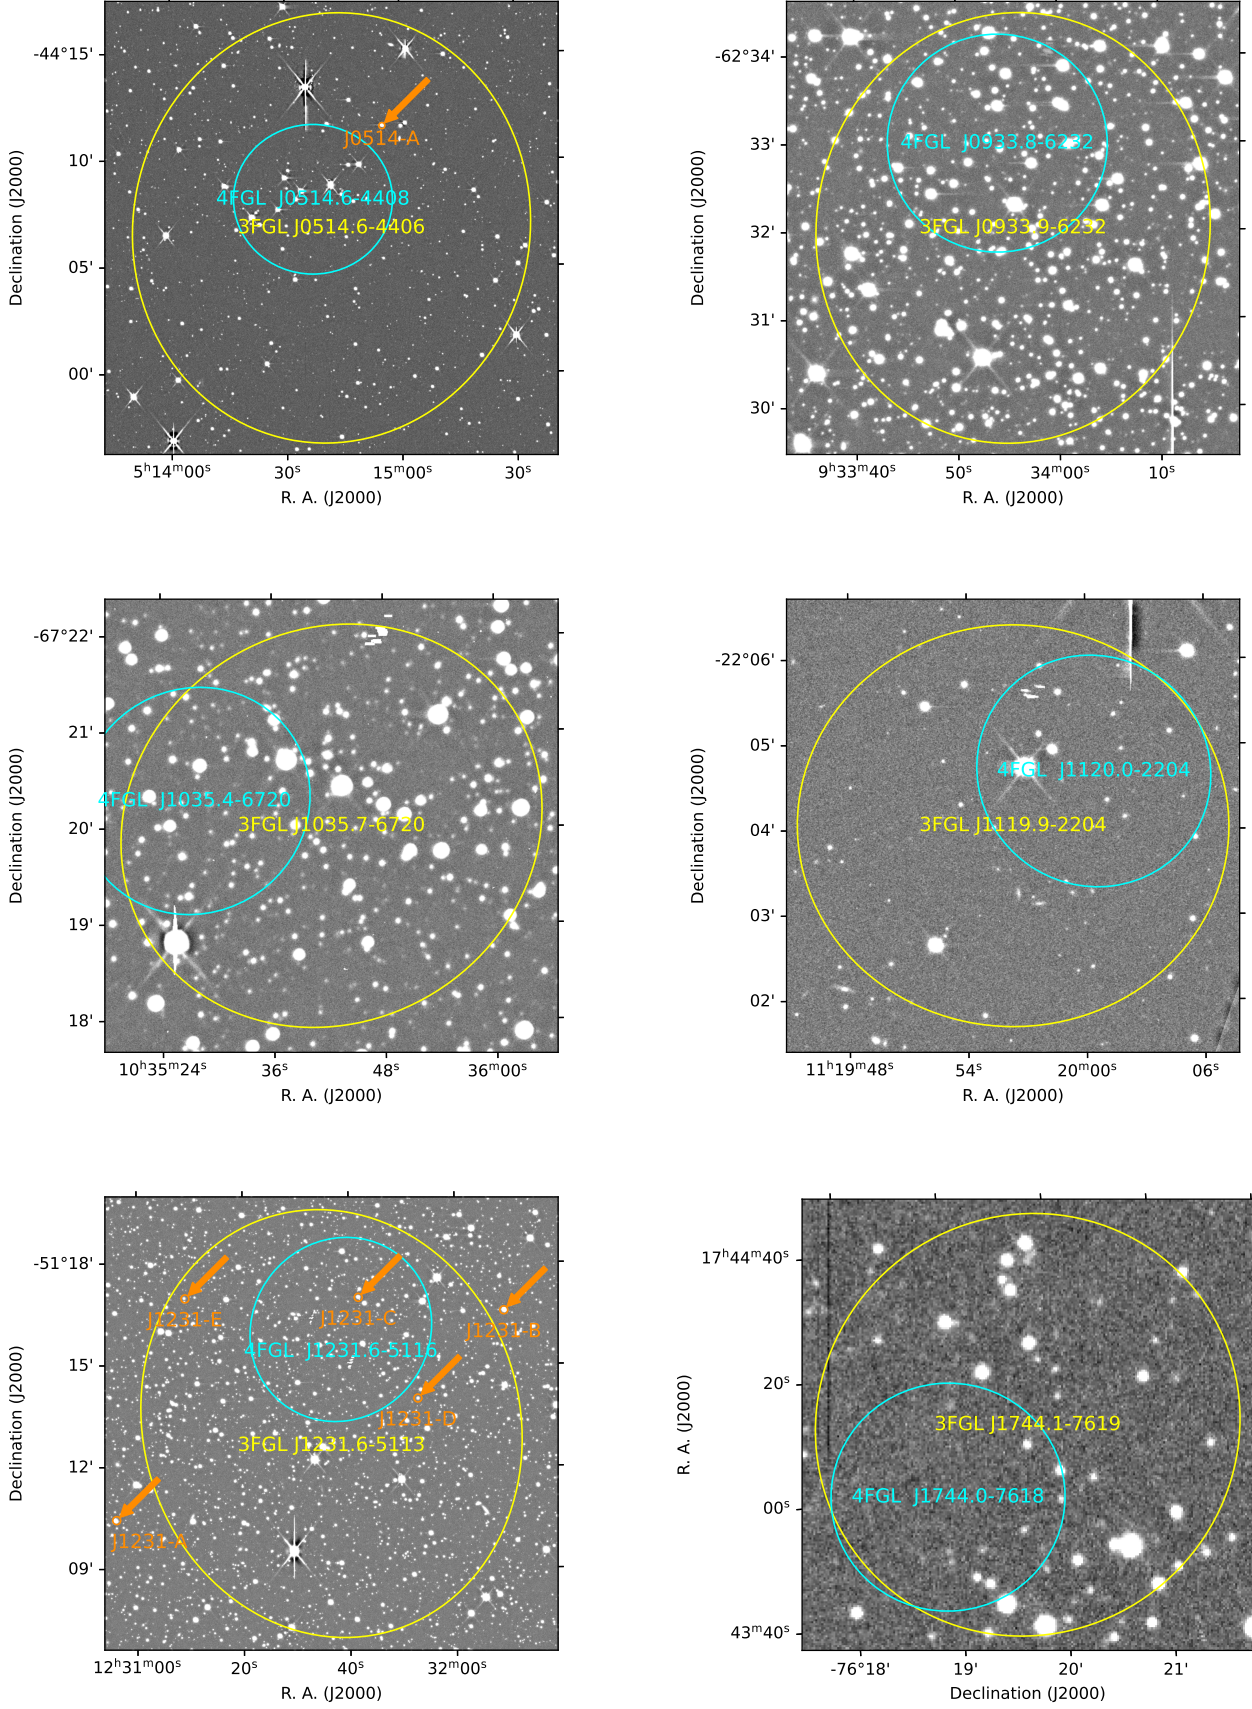 -44°15'
10'
05'
00'
Declination (J2000)
J0514-A
4FGL J0514.6-4408
3FGL J0514.6-4406
5ʰ14ᵐ00ˢ 30ˢ 15ᵐ00ˢ 30ˢ
R. A. (J2000)
-62°34'
33'
32'
31'
30'
Declination (J2000)
4FGL J0933.8-6232
3FGL J0933.9-6232
9ʰ33ᵐ40ˢ 50ˢ 34ᵐ00ˢ 10ˢ
R. A. (J2000)
-67°22'
21'
20'
19'
18'
Declination (J2000)
4FGL J1035.4-6720
3FGL J1035.7-6720
10ʰ35ᵐ24ˢ 36ˢ 48ˢ 36ᵐ00ˢ
R. A. (J2000)
-22°06'
05'
04'
03'
02'
Declination (J2000)
4FGL J1120.0-2204
3FGL J1119.9-2204
11ʰ19ᵐ48ˢ 54ˢ 20ᵐ00ˢ 06ˢ
R. A. (J2000)
-51°18'
15'
12'
09'
Declination (J2000)
J1231-E
J1231-C
J1231-B
4FGL J1231.6-5116
J1231-D
3FGL J1231.6-5113
J1231-A
12ʰ31ᵐ00ˢ 20ˢ 40ˢ 32ᵐ00ˢ
R. A. (J2000)
17ʰ44ᵐ40ˢ
20ˢ
00ˢ
43ᵐ40ˢ
R. A. (J2000)
3FGL J1744.1-7619
4FGL J1744.0-7618
-76°18' 19' 20' 21'
Declination (J2000)